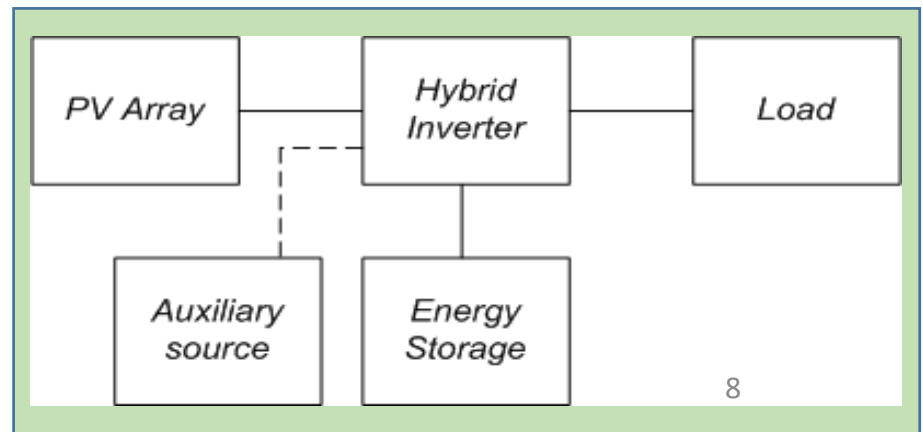 PV Array
Hybrid
Inverter
Load
Auxiliary
source
Energy
Storage
8